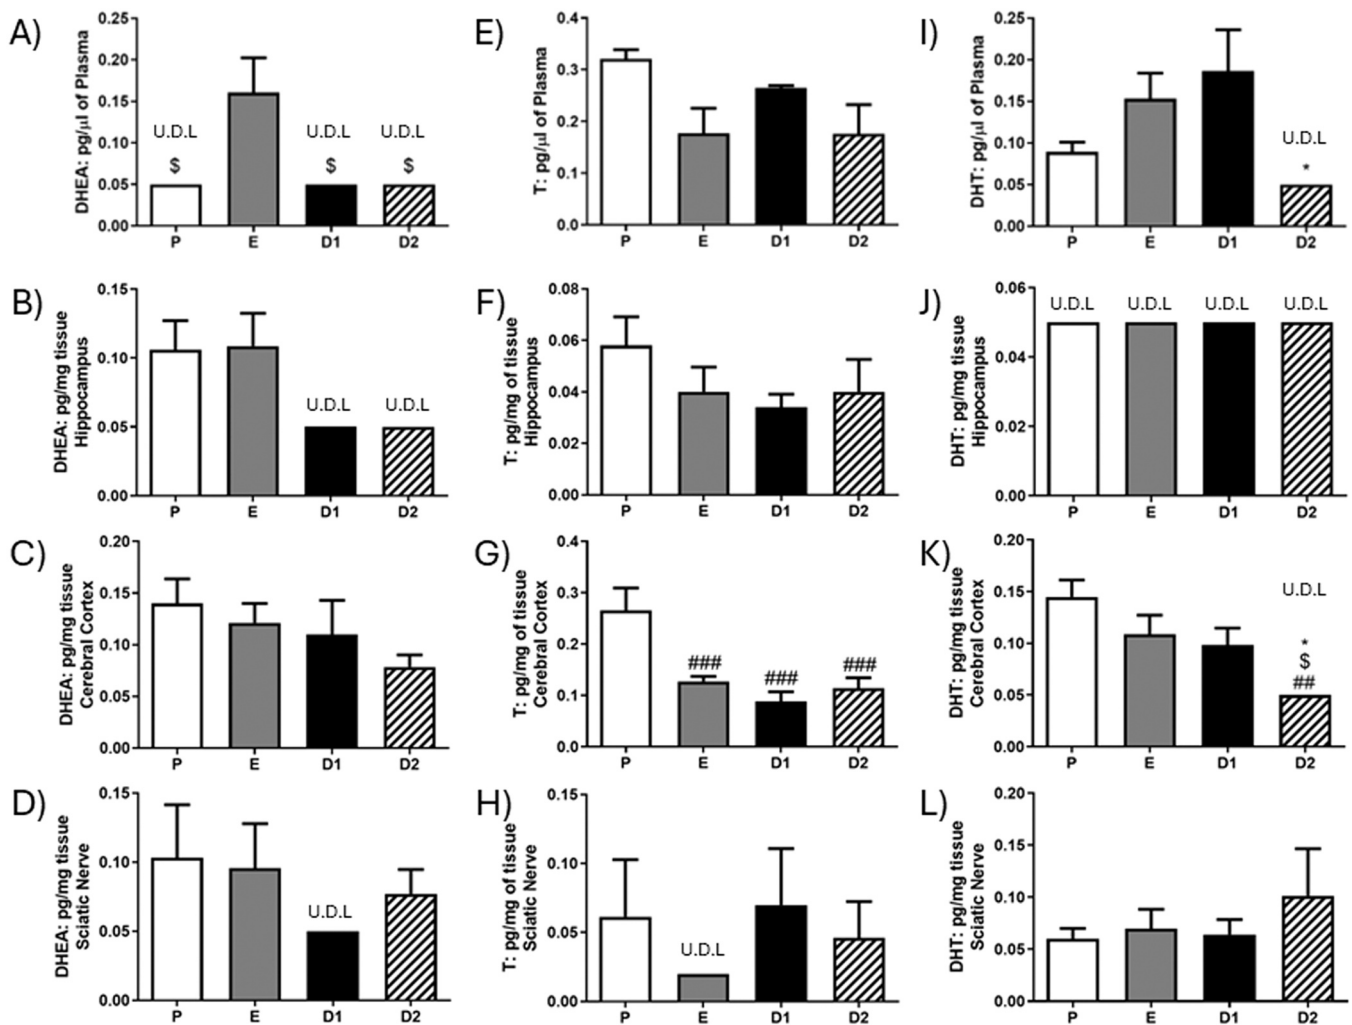 A)
DHEA: pg/μl of Plasma
0.25
0.20
0.15
0.10
0.05
0.00
U.D.L
$
U.D.L
$
U.D.L
$
P E D1 D2
E)
T: pg/μl of Plasma
0.4
0.3
0.2
0.1
0.0
P E D1 D2
I)
DHT: pg/μl of Plasma
0.25
0.20
0.15
0.10
0.05
0.00
U.D.L
*
P E D1 D2
B)
DHEA: pg/mg tissue
Hippocampus
0.15
0.10
0.05
0.00
U.D.L U.D.L
P E D1 D2
F)
T: pg/mg of tissue
Hippocampus
0.08
0.06
0.04
0.02
0.00
P E D1 D2
J)
DHT: pg/mg tissue
Hippocampus
0.06
0.04
0.02
0.00
U.D.L U.D.L U.D.L U.D.L
P E D1 D2
C)
DHEA: pg/mg tissue
Cerebral Cortex
0.20
0.15
0.10
0.05
0.00
P E D1 D2
G)
T: pg/mg of tissue
Cerebral Cortex
0.4
0.3
0.2
0.1
0.0
### ### ###
P E D1 D2
K)
DHT: pg/mg tissue
Cerebral Cortex
0.20
0.15
0.10
0.05
0.00
U.D.L
*
$
##
P E D1 D2
D)
DHEA: pg/mg tissue
Sciatic Nerve
0.15
0.10
0.05
0.00
U.D.L
P E D1 D2
H)
T: pg/mg of tissue
Sciatic Nerve
0.15
0.10
0.05
0.00
U.D.L
P E D1 D2
L)
DHT: pg/mg tissue
Sciatic Nerve
0.20
0.15
0.10
0.05
0.00
P E D1 D2